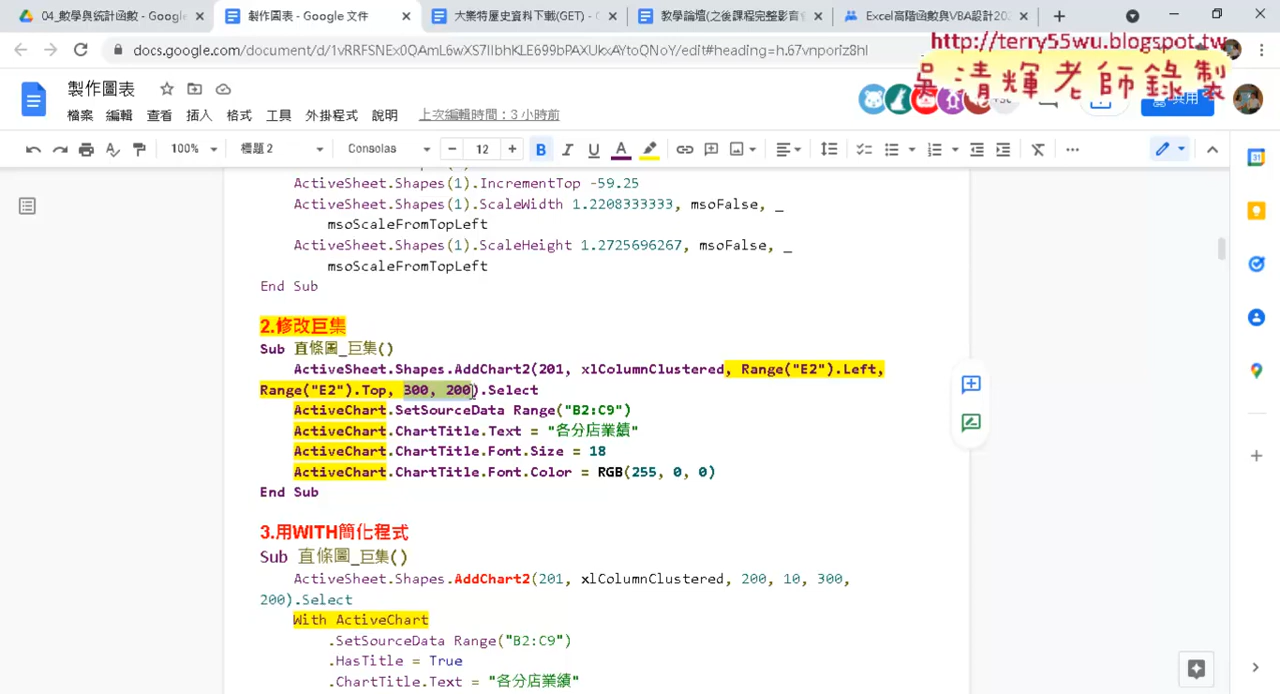 04_數學與統計函數 - Google
製作圖表 - Google 文件
大樂特歷史資料下載(GET) - G
教學論壇(之後課程完整影音會
Excel高階函數與VBA設計202
docs.google.com/document/d/1vRRFSNEx0QAmL6wXS7IIbhKLE699bPAXUkxAYtoQNoY/edit#heading=h.67vnporiz8hl
http://terry55wu.blogspot.tw
吳清輝老師錄製
製作圖表
檔案 編輯 查看 插入 格式 工具 外掛程式 說明 上次編輯時間：3 小時前
共用
100% 標題 2 Consolas 12 B I U A
ActiveSheet.Shapes(1).IncrementTop -59.25
ActiveSheet.Shapes(1).ScaleWidth 1.2208333333, msoFalse, _
msoScaleFromTopLeft
ActiveSheet.Shapes(1).ScaleHeight 1.2725696267, msoFalse, _
msoScaleFromTopLeft
End Sub
2.修改巨集
Sub 直條圖_巨集()
ActiveSheet.Shapes.AddChart2(201, xlColumnClustered, Range("E2").Left,
Range("E2").Top, 300, 200).Select
ActiveChart.SetSourceData Range("B2:C9")
ActiveChart.ChartTitle.Text = "各分店業績"
ActiveChart.ChartTitle.Font.Size = 18
ActiveChart.ChartTitle.Font.Color = RGB(255, 0, 0)
End Sub
3.用WITH簡化程式
Sub 直條圖_巨集()
ActiveSheet.Shapes.AddChart2(201, xlColumnClustered, 200, 10, 300,
200).Select
With ActiveChart
.SetSourceData Range("B2:C9")
.HasTitle = True
.ChartTitle.Text = "各分店業績"